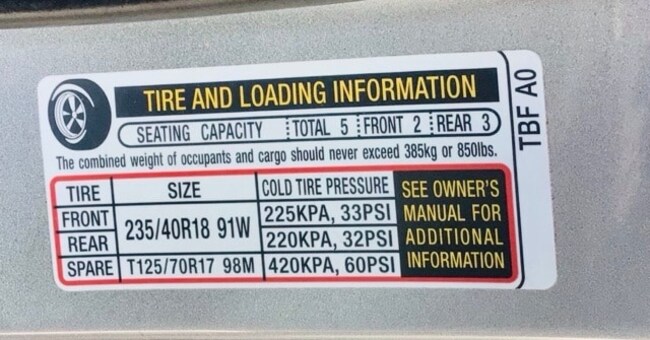 TIRE AND LOADING INFORMATION
SEATING CAPACITY TOTAL 5 FRONT 2 REAR 3
The combined weight of occupants and cargo should never exceed 385kg or 850lbs.
TIRE SIZE COLD TIRE PRESSURE
FRONT 235/40R18 91W 225KPA, 33PSI
REAR 220KPA, 32PSI
SPARE T125/70R17 98M 420KPA, 60PSI
SEE OWNER'S
MANUAL FOR
ADDITIONAL
INFORMATION
TBF A0